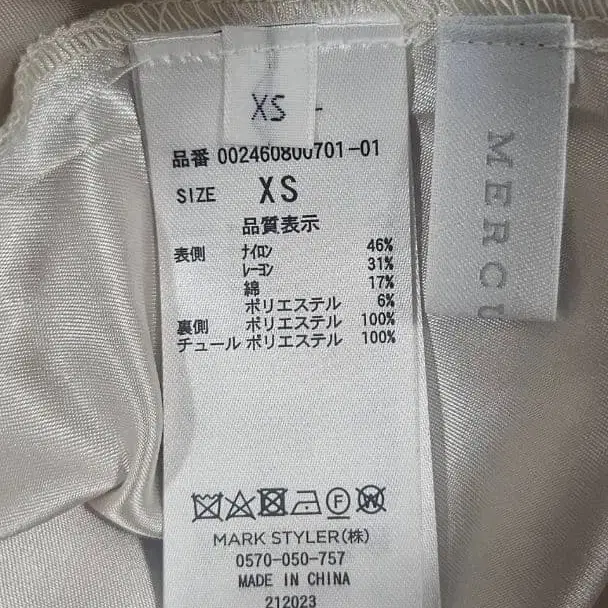 XS
品番 002460800701-01
SIZE XS
品質表示
表側 ナイロン 46%
レーヨン 31%
綿 17%
ポリエステル 6%
裏側 ポリエステル 100%
チュール ポリエステル 100%
MARK STYLER(株)
0570-050-757
MADE IN CHINA
212023
MERCU